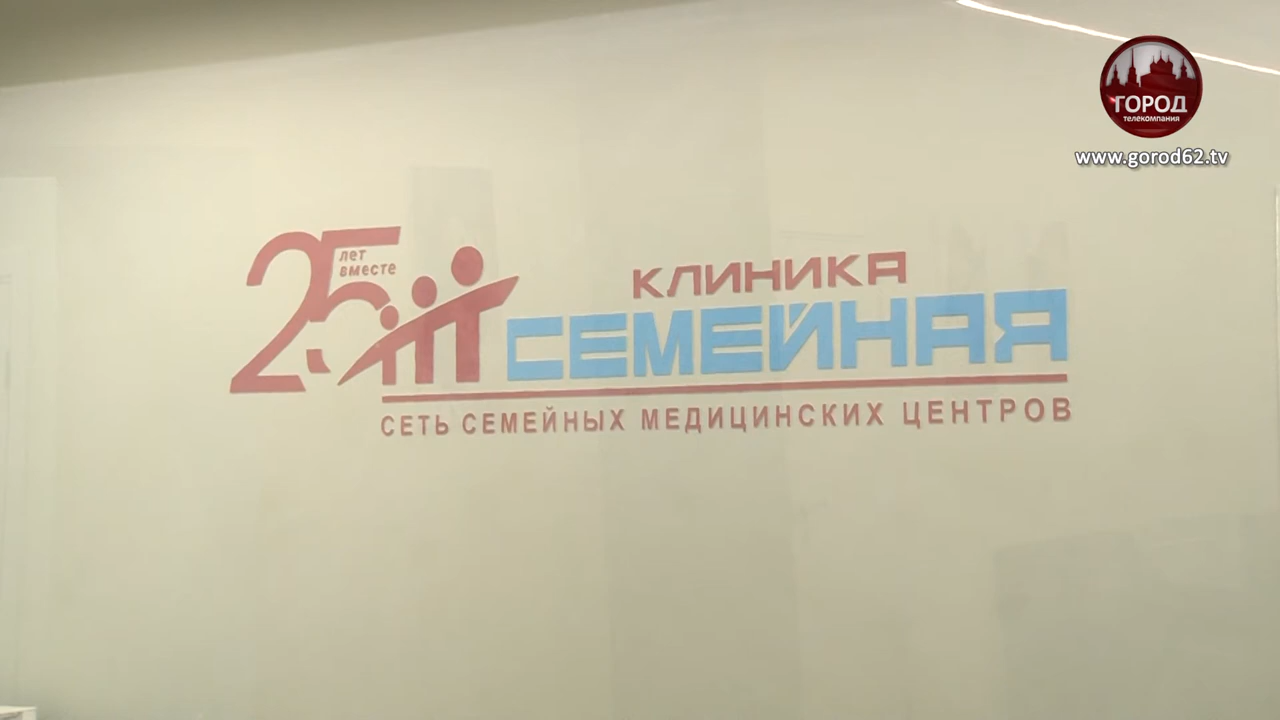 ГОРОД
телекомпания
www.gorod62.tv
25
лет
вместе
КЛИНИКА
СЕМЕЙНАЯ
СЕТЬ СЕМЕЙНЫХ МЕДИЦИНСКИХ ЦЕНТРОВ